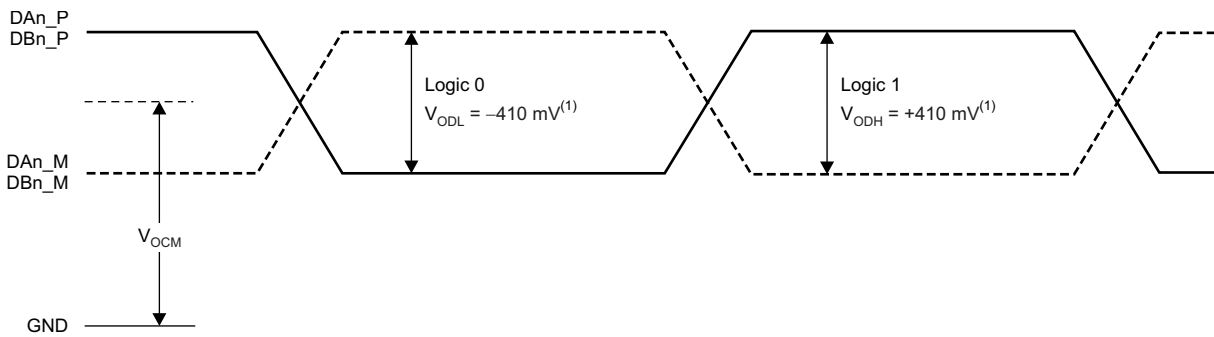 DAn_P
DBn_P
Logic 0
V_ODL = –410 mV(1)
Logic 1
V_ODH = +410 mV(1)
DAn_M
DBn_M
V_OCM
GND